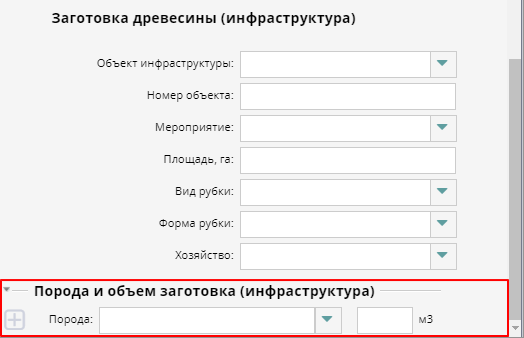 Заготовка древесины (инфраструктура)
Объект инфраструктуры:
Номер объекта:
Мероприятие:
Площадь, га:
Вид рубки:
Форма рубки:
Хозяйство:
Порода и объем заготовка (инфраструктура)
Порода: м3